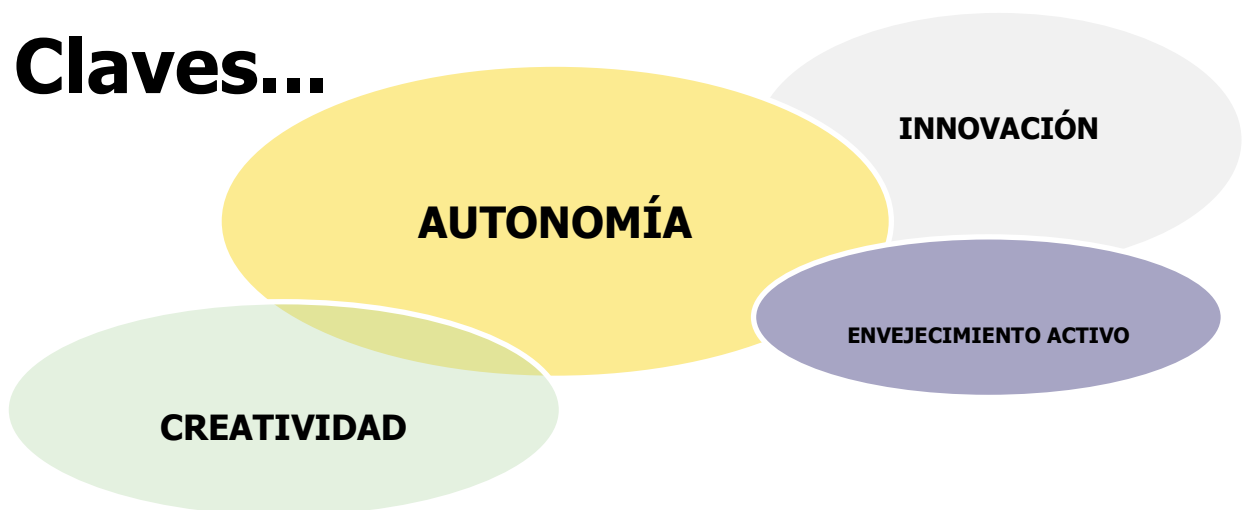 Claves...
INNOVACIÓN
AUTONOMÍA
ENVEJECIMIENTO ACTIVO
CREATIVIDAD